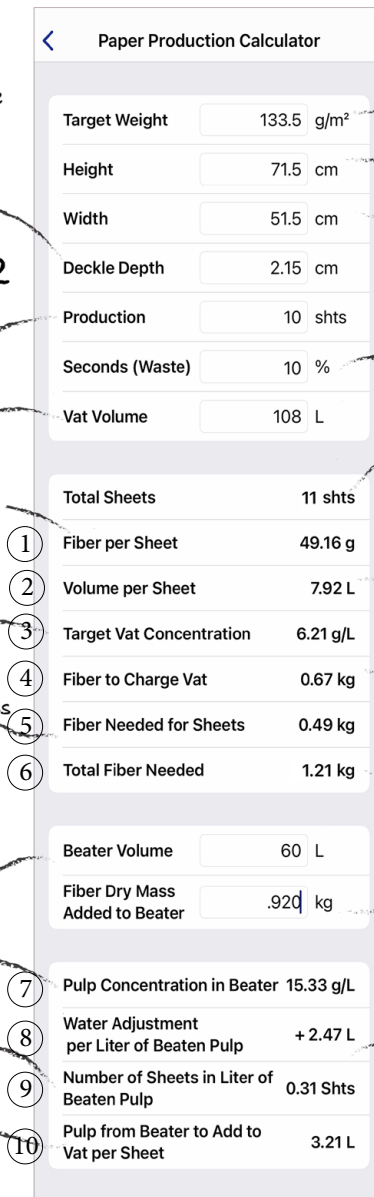 Paper Production Calculator
Target Weight 133.5 g/m²
Height 71.5 cm
Width 51.5 cm
Deckle Depth 2.15 cm
Production 10 shts
Seconds (Waste) 10 %
Vat Volume 108 L
Total Sheets 11 shts
1 Fiber per Sheet 49.16 g
2 Volume per Sheet 7.92 L
3 Target Vat Concentration 6.21 g/L
4 Fiber to Charge Vat 0.67 kg
5 Fiber Needed for Sheets 0.49 kg
6 Total Fiber Needed 1.21 kg
Beater Volume 60 L
Fiber Dry Mass
Added to Beater .920 kg
7 Pulp Concentration in Beater 15.33 g/L
8 Water Adjustment
per Liter of Beaten Pulp + 2.47 L
9 Number of Sheets in Liter of
Beaten Pulp 0.31 Shts
10 Pulp from Beater to Add to
Vat per Sheet 3.21 L